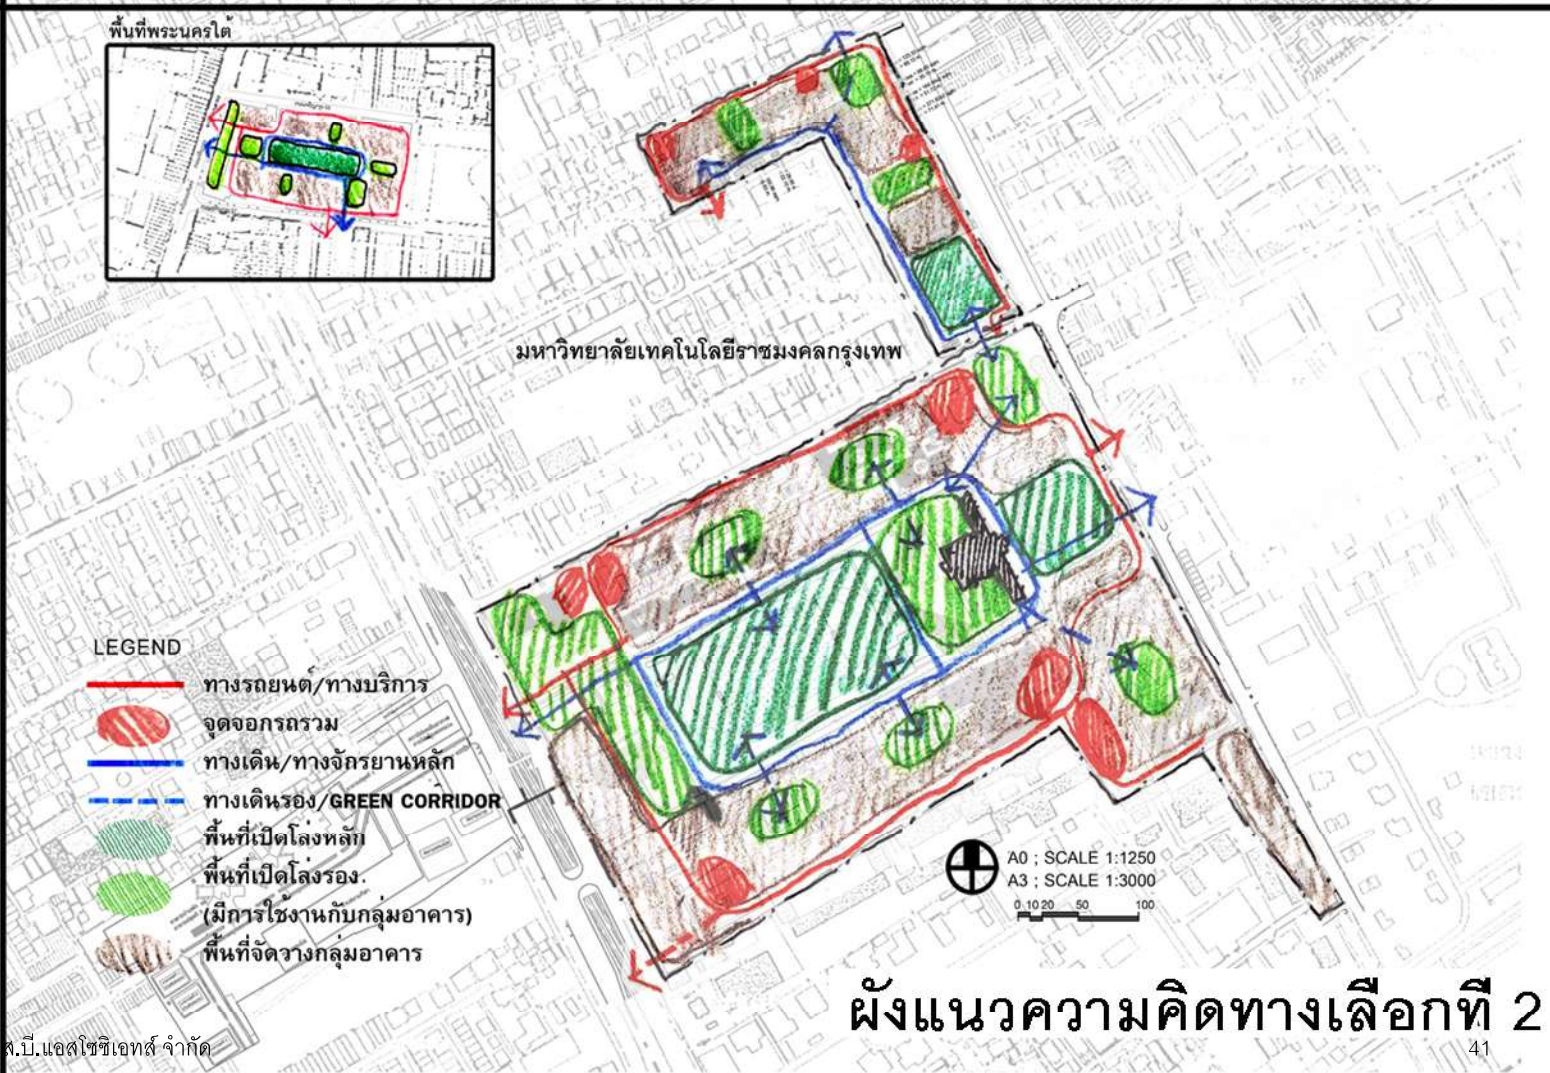 พื้นที่พระนครใต้
มหาวิทยาลัยเทคโนโลยีราชมงคลกรุงเทพ
LEGEND
ทางรถยนต์/ทางบริการ
จุดจอกรถรวม
ทางเดิน/ทางจักรยานหลัก
ทางเดินรอง/GREEN CORRIDOR
พื้นที่เปิดโล่งหลัก
พื้นที่เปิดโล่งรอง
(มีการใช้งานกับกลุ่มอาคาร)
พื้นที่จัดวางกลุ่มอาคาร
A0 ; SCALE 1:1250
A3 ; SCALE 1:3000
0 10 20 50 100
ผังแนวความคิดทางเลือกที่ 2
ส.บี.แอสโซซิเอทส์ จำกัด
41